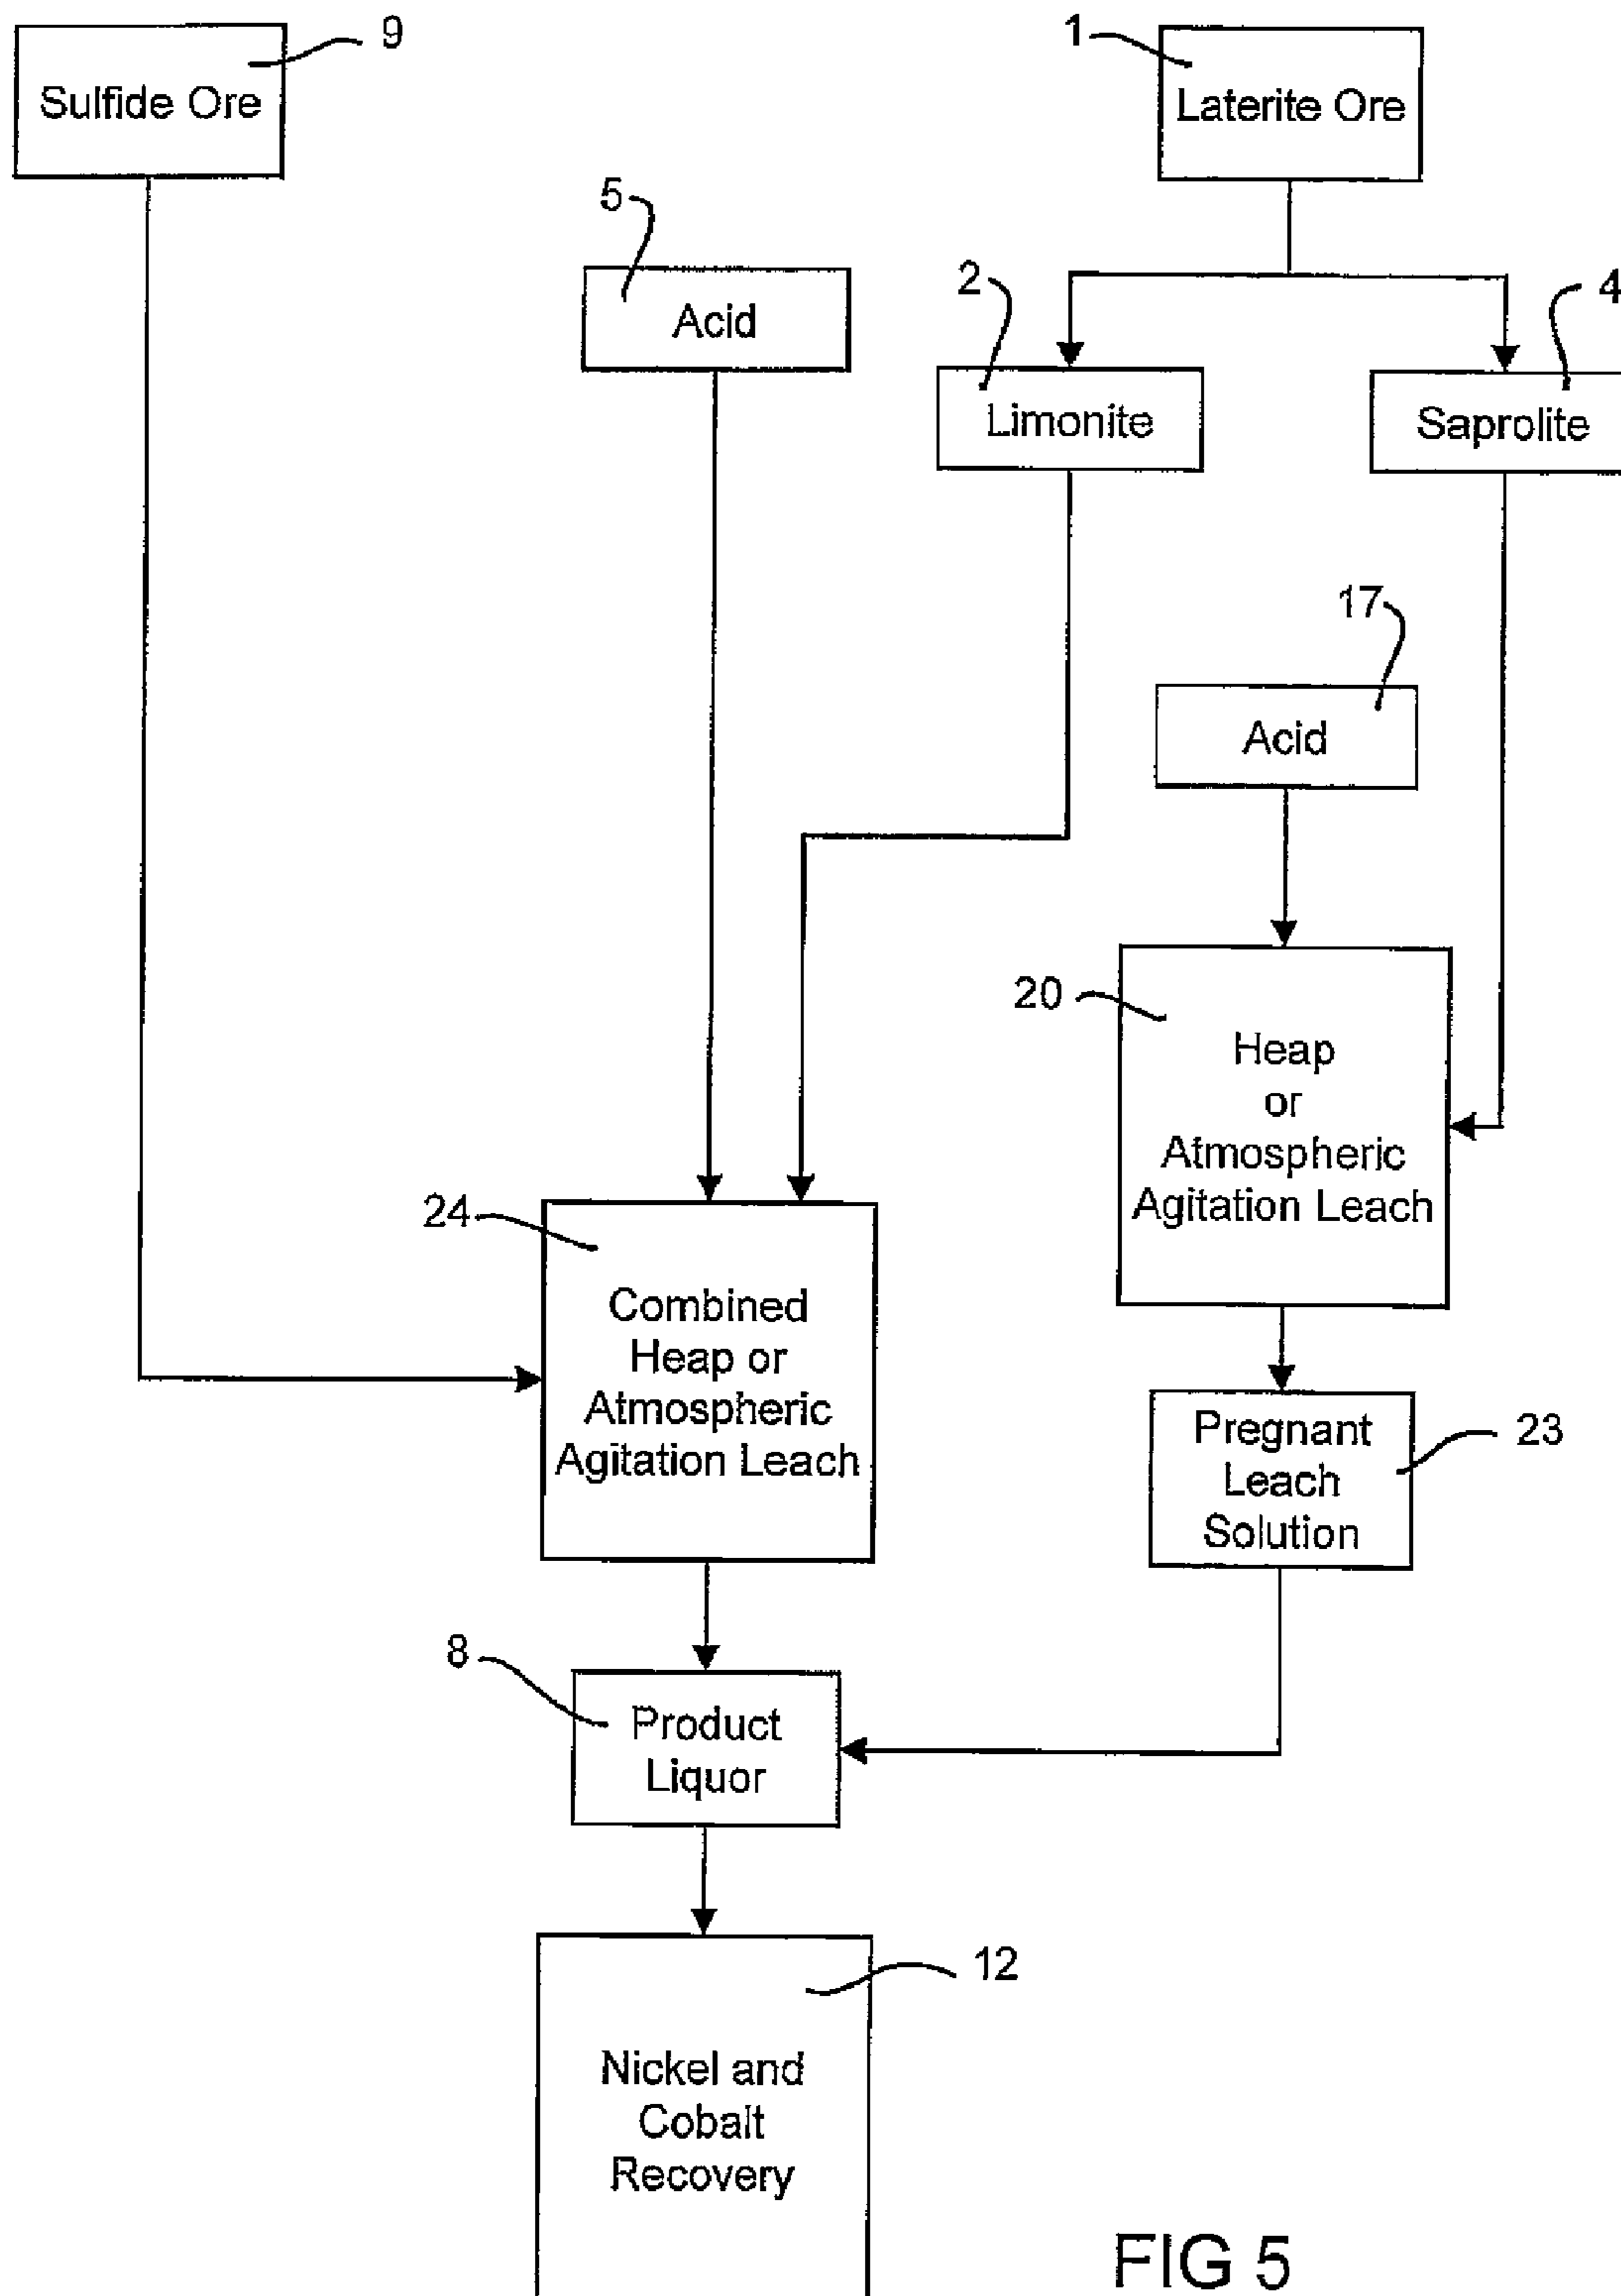 9
Sulfide Ore
1
Laterite Ore
5
Acid
2
Limonite
4
Saprolite
17
Acid
20
Heap
or
Atmospheric
Agitation Leach
24
Combined
Heap or
Atmospheric
Agitation Leach
Pregnant
Leach
Solution
23
8
Product
Liquor
12
Nickel and
Cobalt
Recovery
FIG 5